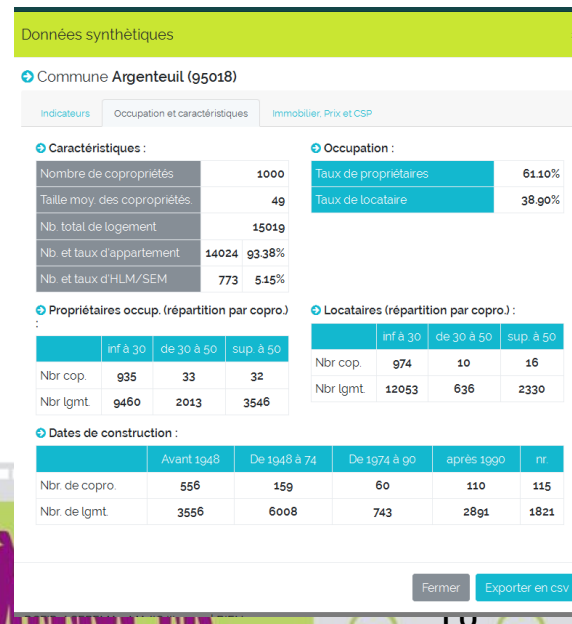 Données synthètiques
Commune Argenteuil (95018)
Indicateurs Occupation et caractéristiques Immobilier, Prix et CSP
Caractéristiques :
Nombre de copropriétés 1000
Taille moy. des copropriétés. 49
Nb. total de logement 15019
Nb. et taux d'appartement 14024 93.38%
Nb. et taux d'HLM/SEM 773 5.15%
Occupation :
Taux de propriétaires 61.10%
Taux de locataire 38.90%
Propriétaires occup. (répartition par copro.)
:
inf à 30 de 30 à 50 sup. à 50
Nbr cop. 935 33 32
Nbr lgmt. 9460 2013 3546
Locataires (répartition par copro.) :
inf à 30 de 30 à 50 sup. à 50
Nbr cop. 974 10 16
Nbr lgmt. 12053 636 2330
Dates de construction :
Avant 1948 De 1948 à 74 De 1974 à 90 après 1990 nr.
Nbr. de copro. 556 159 60 110 115
Nbr. de lgmt. 3556 6008 743 2891 1821
Fermer Exporter en csv